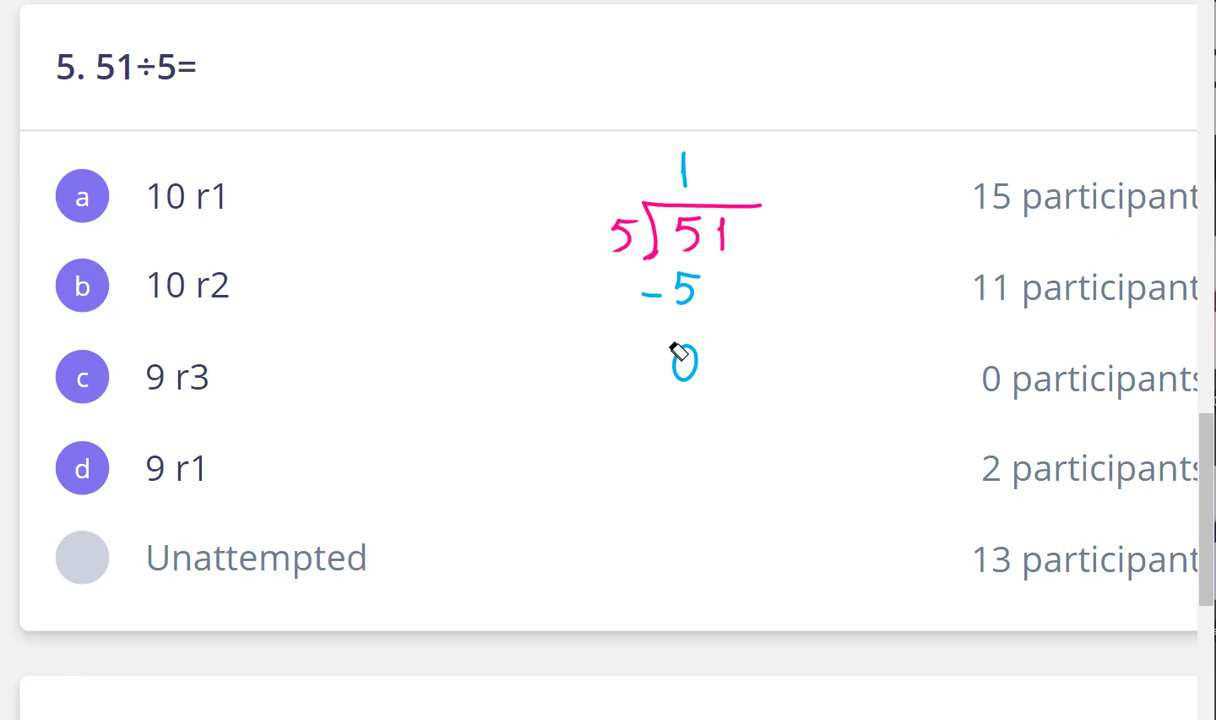 5. 51÷5=
a 10 r1 15 participant
b 10 r2 11 participant
c 9 r3 0 participants
d 9 r1 2 participants
Unattempted 13 participant
1
5)51
-5
0